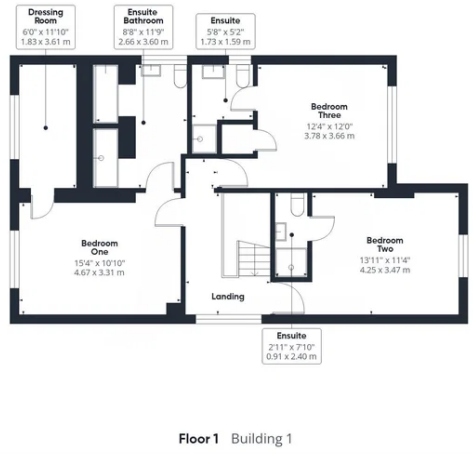 Dressing
Room
6'0" x 11'10"
1.83 x 3.61 m
Ensuite
Bathroom
8'8" x 11'9"
2.66 x 3.60 m
Ensuite
5'8" x 5'2"
1.73 x 1.59 m
Bedroom
Three
12'4" x 12'0"
3.78 x 3.66 m
Bedroom
One
15'4" x 10'10"
4.67 x 3.31 m
Bedroom
Two
13'11" x 11'4"
4.25 x 3.47 m
Landing
Ensuite
2'11" x 7'10"
0.91 x 2.40 m
Floor 1 Building 1